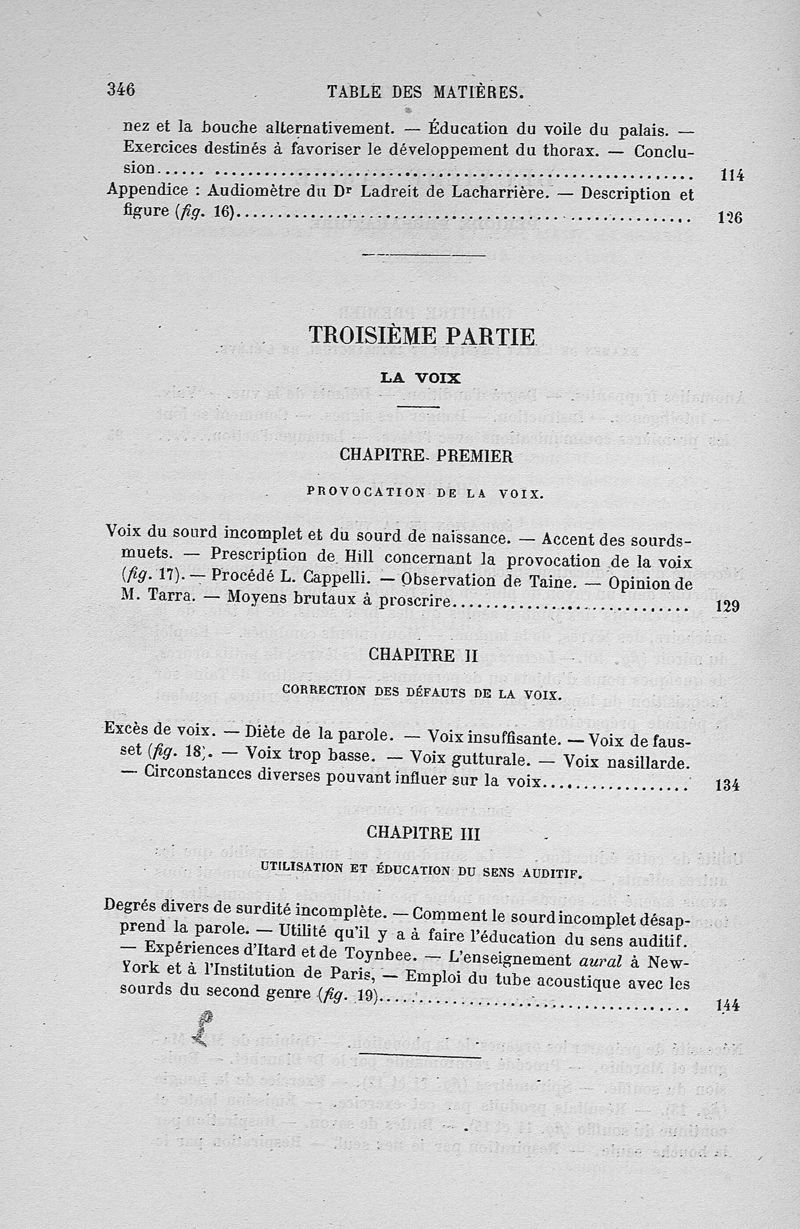 346 TABLE DES MATIÈRES.
nez et la bouche alternativement. — Éducation du voile du palais. —
Exercices destinés à favoriser le développement du thorax. — Conclu-
sion........ 114
Appendice : Audiomètre du Dr Ladreit de Lacharrière. — Description et
figure (fig. 16)........ 126
TROISIÈME PARTIE
LA VOIX
CHAPITRE PREMIER
PROVOCATION DE LA VOIX.
Voix du sourd incomplet et du sourd de naissance. — Accent des sourds-
muets. — Prescription de Hill concernant la provocation de la voix
(fig. 17). — Procédé L. Cappelli. — Observation de Taine. — Opinion de
M. Tarra. — Moyens brutaux à proscrire........ 129
CHAPITRE II
CORRECTION DES DÉFAUTS DE LA VOIX.
Excès de voix. — Diète de la parole. — Voix insuffisante. — Voix de faus-
set (fig. 18). — Voix trop basse. — Voix gutturale. — Voix nasillarde.
— Circonstances diverses pouvant influer sur la voix........ 134
CHAPITRE III
UTILISATION ET ÉDUCATION DU SENS AUDITIF.
Degrés divers de surdité incomplète. — Comment le sourd incomplet désap-
prend la parole. — Utilité qu'il y a à faire l'éducation du sens auditif.
— Expériences d'Itard et de Toynbee. — L'enseignement aural à New-
York et à l'Institution de Paris, — Emploi du tube acoustique avec les
sourds du second genre (fig. 19)........ 144